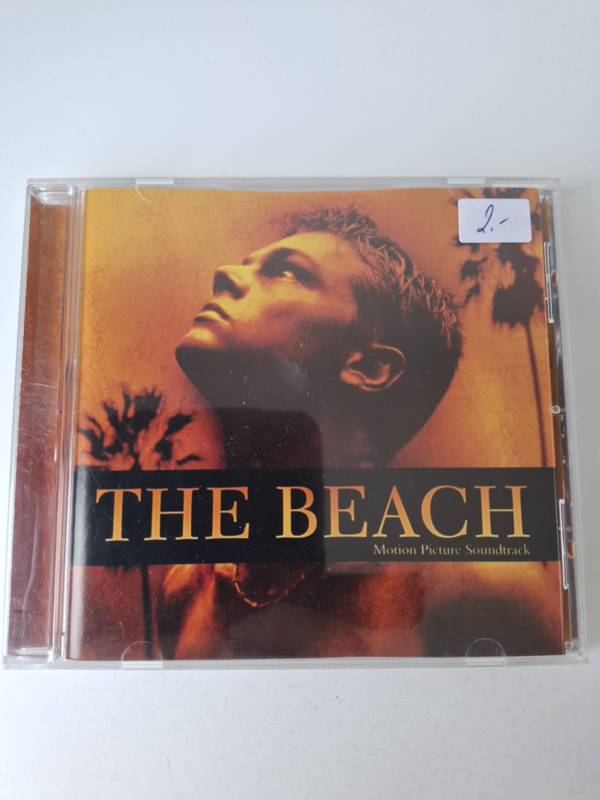 2.-
THE BEACH
Motion Picture Soundtrack